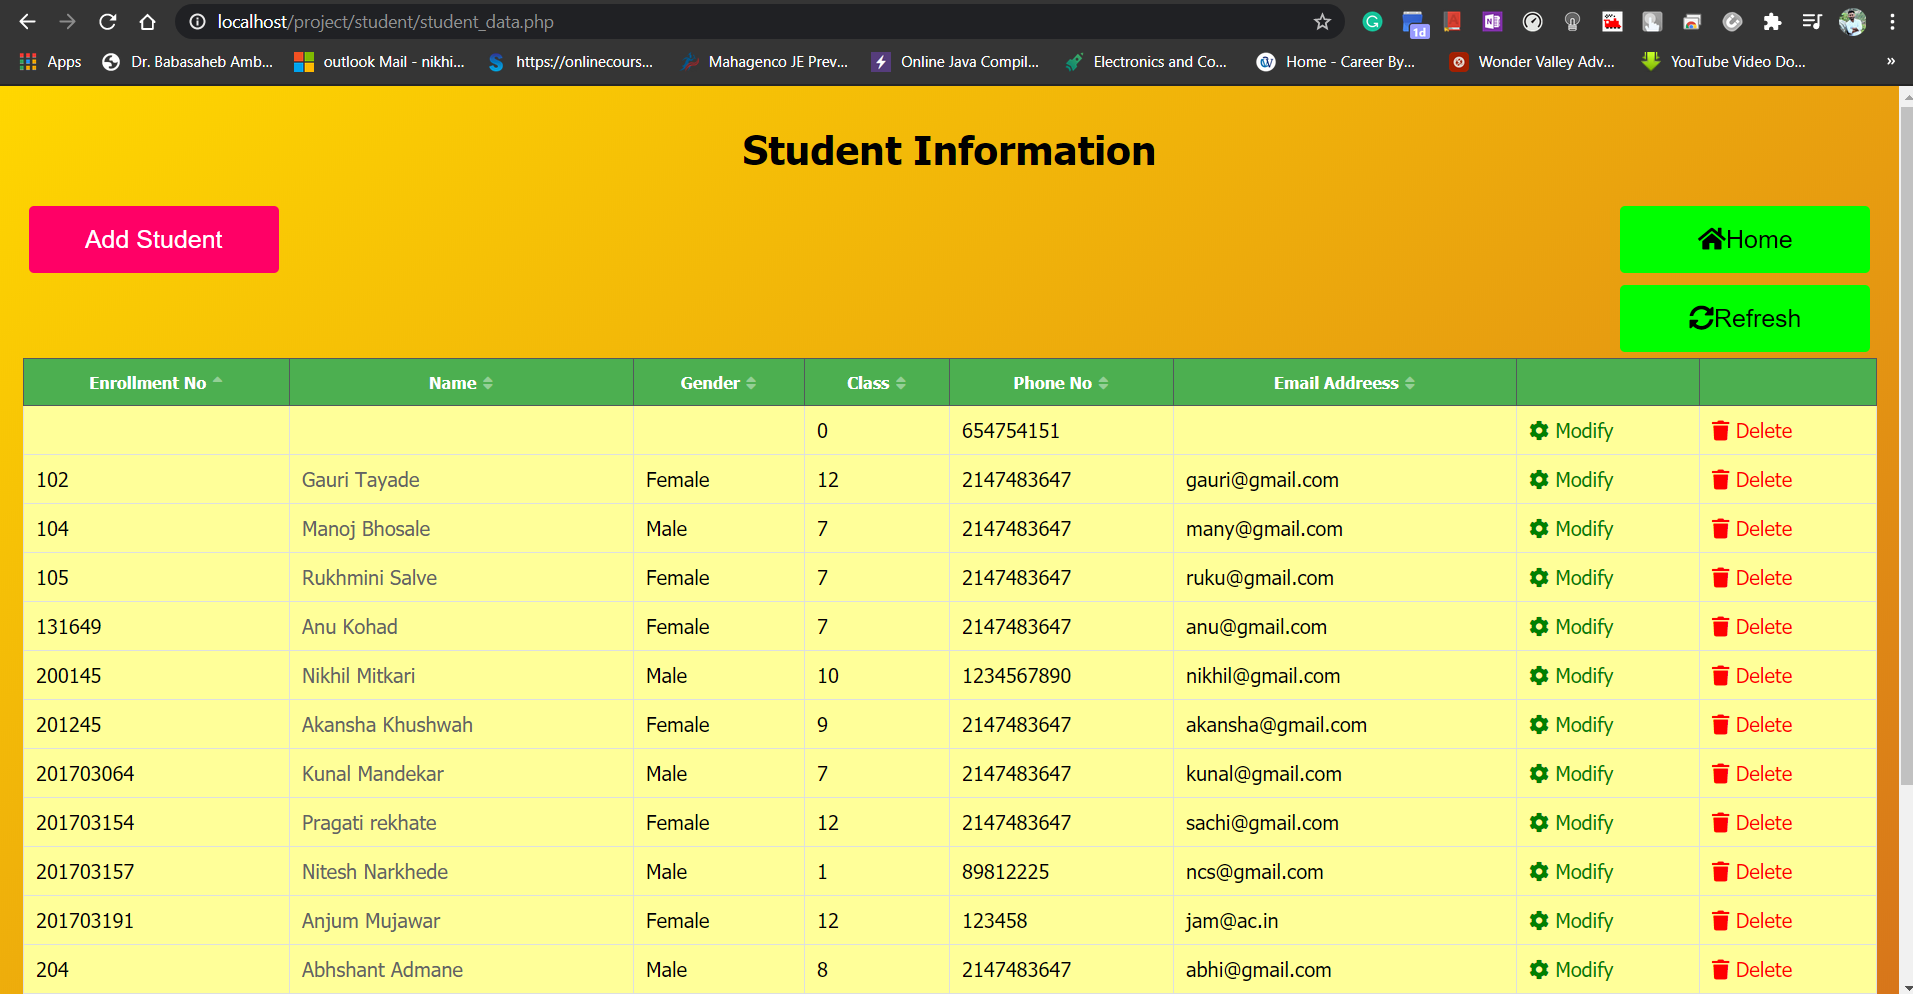 localhost/project/student/student_data.php
1d
Apps Dr. Babasaheb Amb... outlook Mail - nikhi... https://onlinecours... Mahagenco JE Prev... Online Java Compil... Electronics and Co... Home - Career By... Wonder Valley Adv... YouTube Video Do... »
Student Information
Add Student
Home
Refresh
Enrollment No Name Gender Class Phone No Email Addreess
0 654754151 Modify Delete
102 Gauri Tayade Female 12 2147483647 gauri@gmail.com Modify Delete
104 Manoj Bhosale Male 7 2147483647 many@gmail.com Modify Delete
105 Rukhmini Salve Female 7 2147483647 ruku@gmail.com Modify Delete
131649 Anu Kohad Female 7 2147483647 anu@gmail.com Modify Delete
200145 Nikhil Mitkari Male 10 1234567890 nikhil@gmail.com Modify Delete
201245 Akansha Khushwah Female 9 2147483647 akansha@gmail.com Modify Delete
201703064 Kunal Mandekar Male 7 2147483647 kunal@gmail.com Modify Delete
201703154 Pragati rekhate Female 12 2147483647 sachi@gmail.com Modify Delete
201703157 Nitesh Narkhede Male 1 89812225 ncs@gmail.com Modify Delete
201703191 Anjum Mujawar Female 12 123458 jam@ac.in Modify Delete
204 Abhshant Admane Male 8 2147483647 abhi@gmail.com Modify Delete